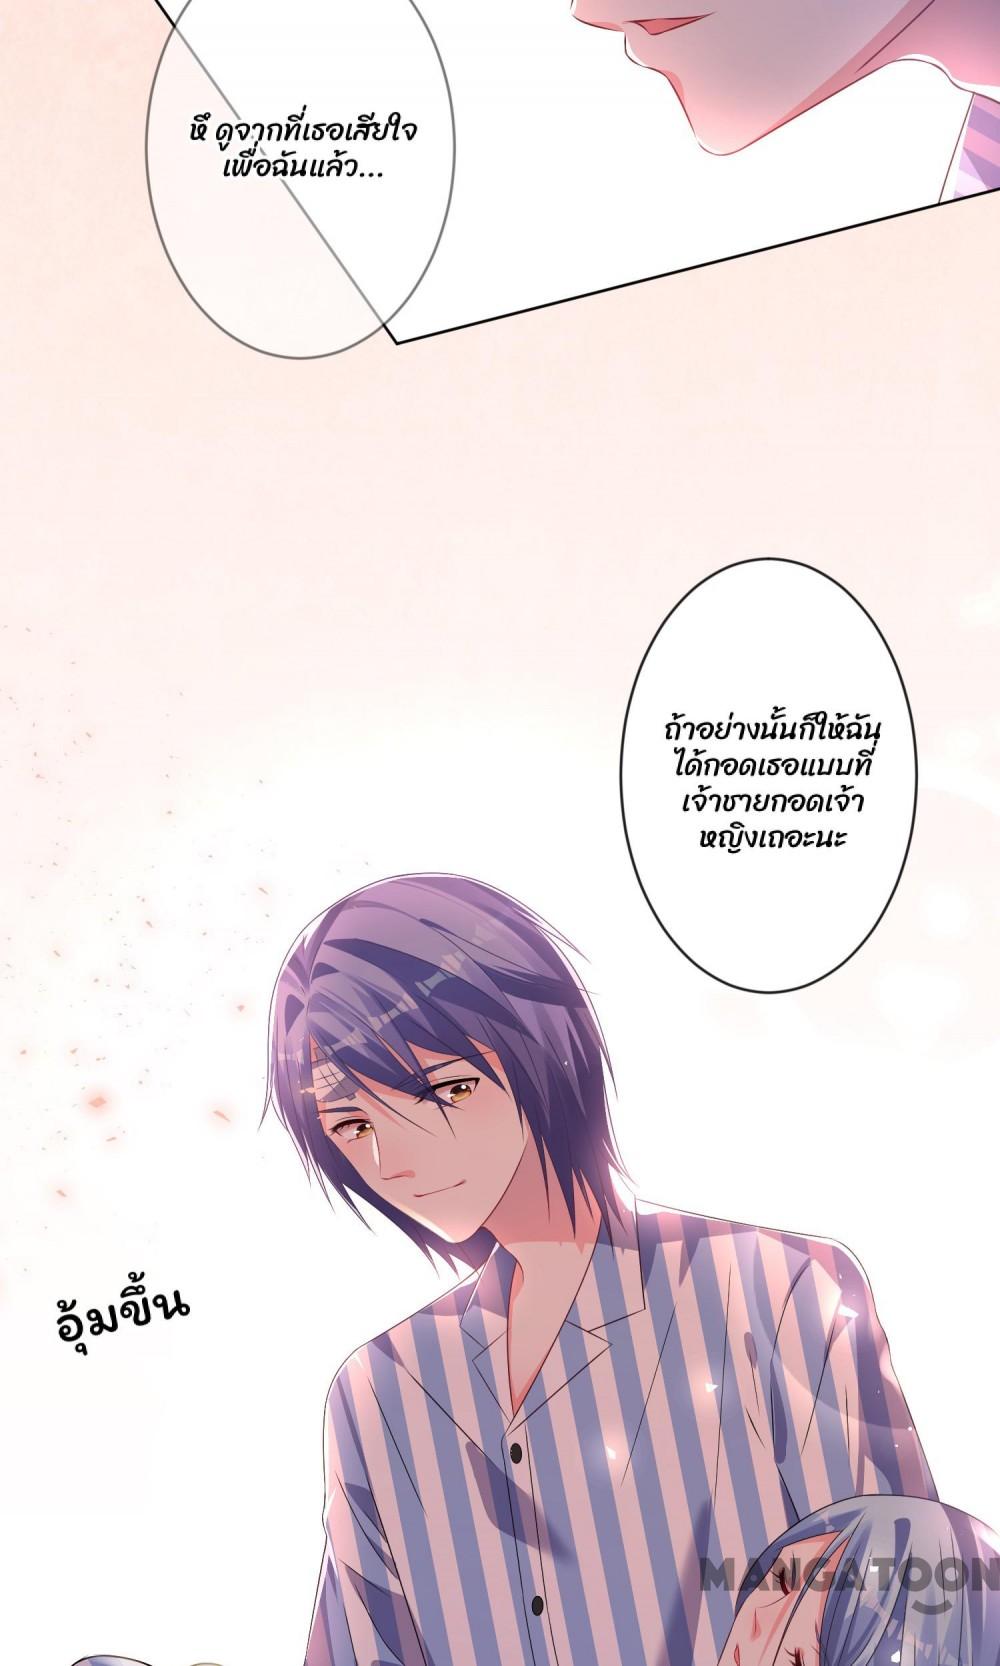 หึ ดูจากที่เธอเสียใจ
เพื่อฉันแล้ว...
ถ้าอย่างนั้นก็ให้ฉัน
ได้กอดเธอแบบที่
เจ้าชายกอดเจ้า
หญิงเถอะนะ
อุ้มขึ้น
MANGATOON